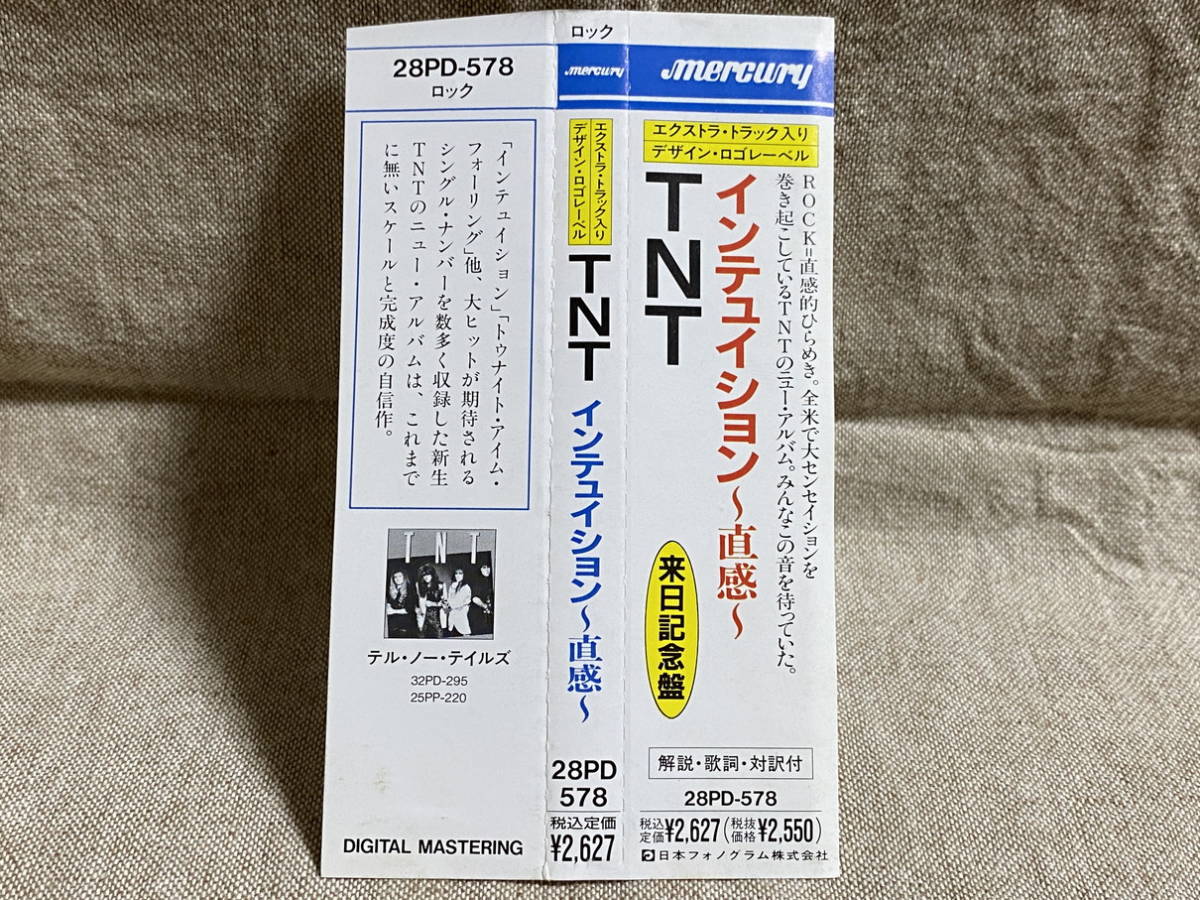 28PD-578
ロック
「インテュイション」「トゥナイト・アイム・
フォーリング」他、大ヒットが期待される
シングル・ナンバーを数多く収録した新生
TNTのニュー・アルバムは、これまで
に無いスケールと完成度の自信作。
TNT
テル・ノー・テイルズ
32PD-295
25PP-220
DIGITAL MASTERING
ロック
mercury
エクストラ・トラック入り
デザイン・ロゴレーベル
TNT
インテュイション〜直感〜
28PD
578
税込定価
¥2,627
mercury
エクストラ・トラック入り
デザイン・ロゴレーベル
ROCK=直感的ひらめき。全米で大センセイションを
巻き起こしているTNTのニュー・アルバム。みんなこの音を待っていた。
インテュイション〜直感〜
TNT
来日記念盤
解説・歌詞・対訳付
28PD-578
税込定価¥2,627(税抜価格¥2,550)
日本フォノグラム株式会社